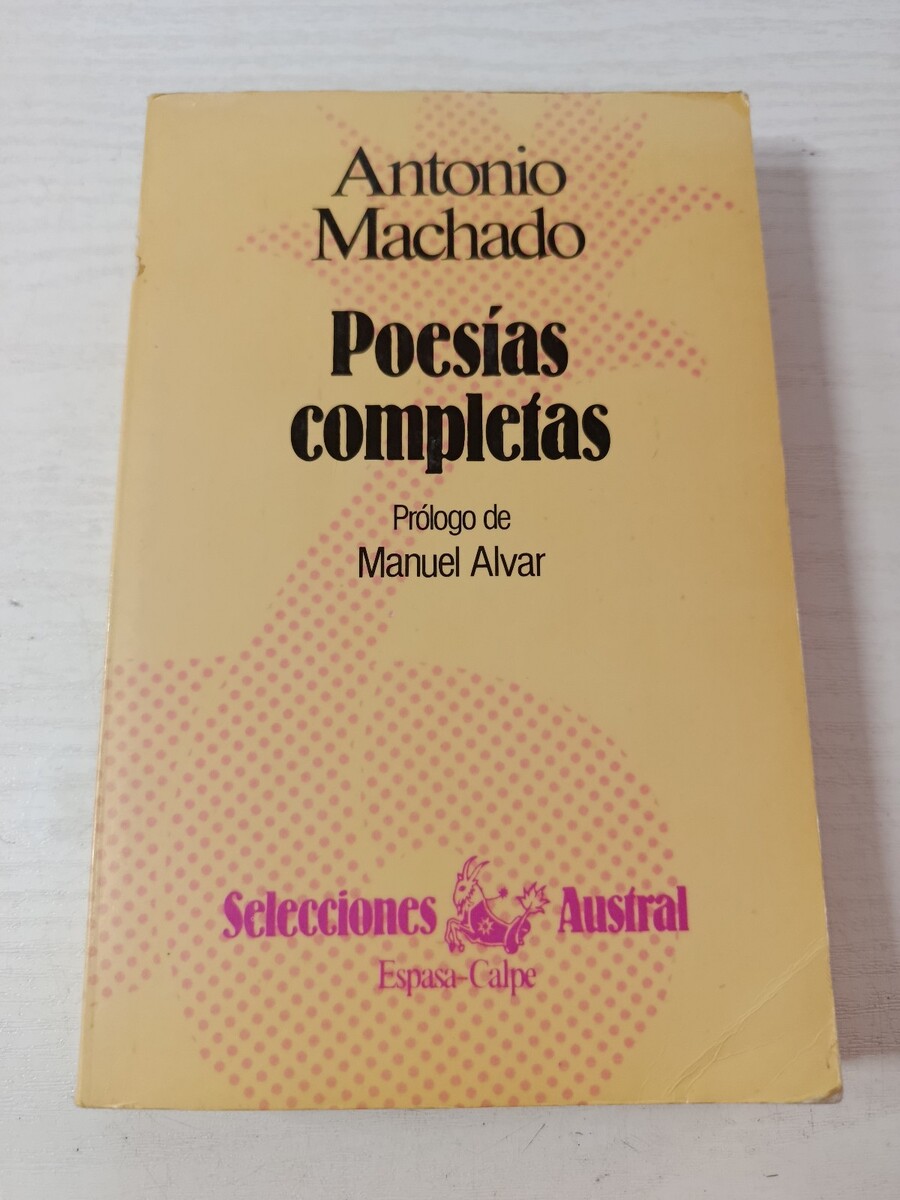 Antonio
Machado
Poesías
completas
Prólogo de
Manuel Alvar
Selecciones Austral
Espasa-Calpe